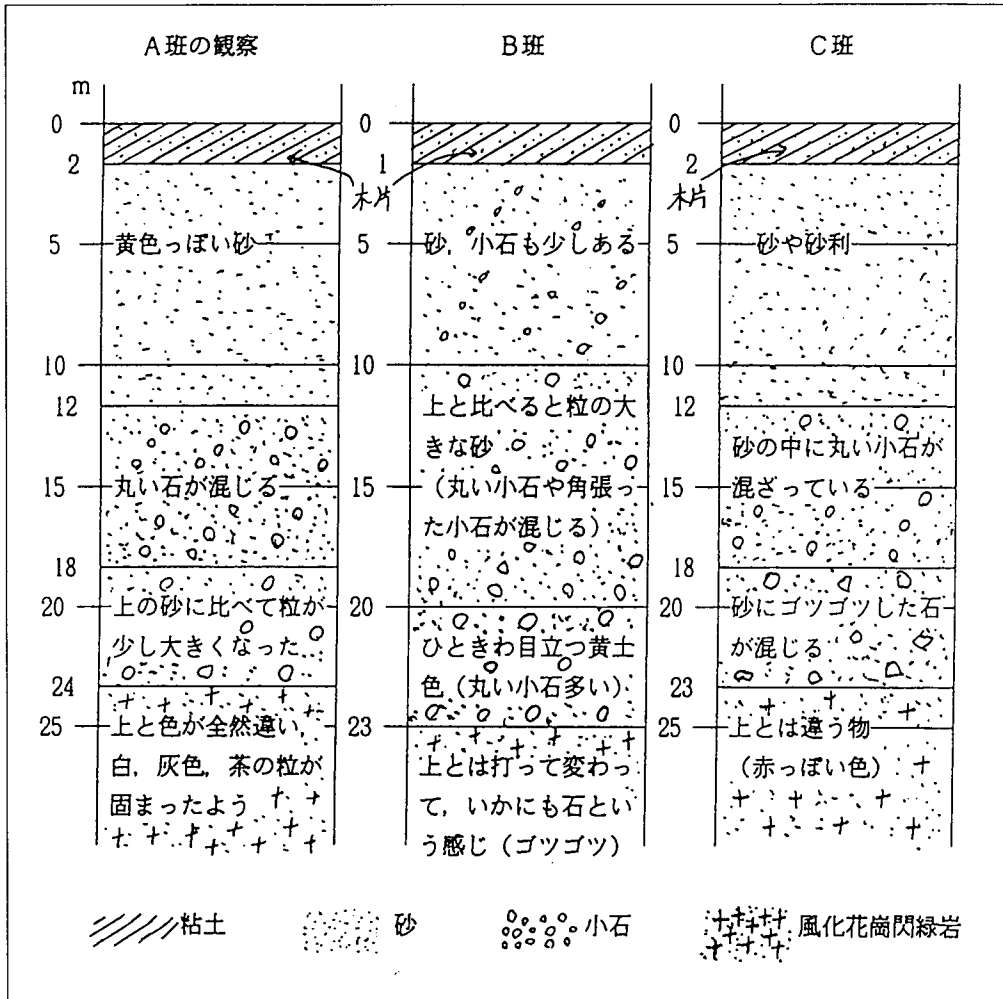 A班の観察
B班
C班
m
0
2
5
10
12
15
18
20
24
25
木片
黄色っぽい砂
丸い石が混じる
上の砂に比べて粒が
少し大きくなった
上と色が全然違い,
白, 灰色, 茶の粒が
固まったよう
0
1
5
10
15
20
23
砂, 小石も少しある
上と比べると粒の大
きな砂
(丸い小石や角張っ
た小石が混じる)
ひときわ目立つ黄土
色(丸い小石多い)
上とは打って変わっ
て, いかにも石とい
う感じ(ゴツゴツ)
0
2
5
10
12
15
18
20
23
25
木片
砂や砂利
砂の中に丸い小石が
混ざっている
砂にゴツゴツした石
が混じる
上とは違う物
(赤っぽい色)
粘土
砂
小石
風化花崗閃緑岩